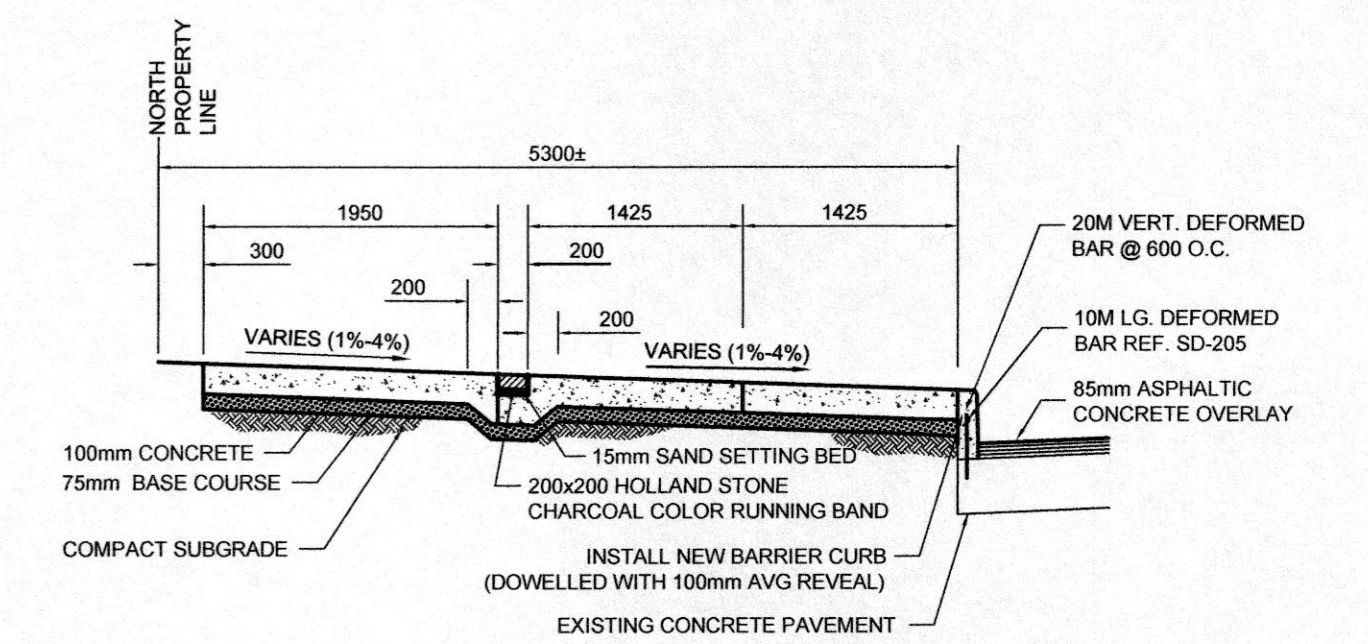 NORTH
PROPERTY
LINE
5300±
1950
1425
1425
300
200
200
200
VARIES (1%-4%)
VARIES (1%-4%)
20M VERT. DEFORMED
BAR @ 600 O.C.
10M LG. DEFORMED
BAR REF. SD-205
85mm ASPHALTIC
CONCRETE OVERLAY
100mm CONCRETE
75mm BASE COURSE
COMPACT SUBGRADE
15mm SAND SETTING BED
200x200 HOLLAND STONE
CHARCOAL COLOR RUNNING BAND
INSTALL NEW BARRIER CURB
(DOWELLED WITH 100mm AVG REVEAL)
EXISTING CONCRETE PAVEMENT